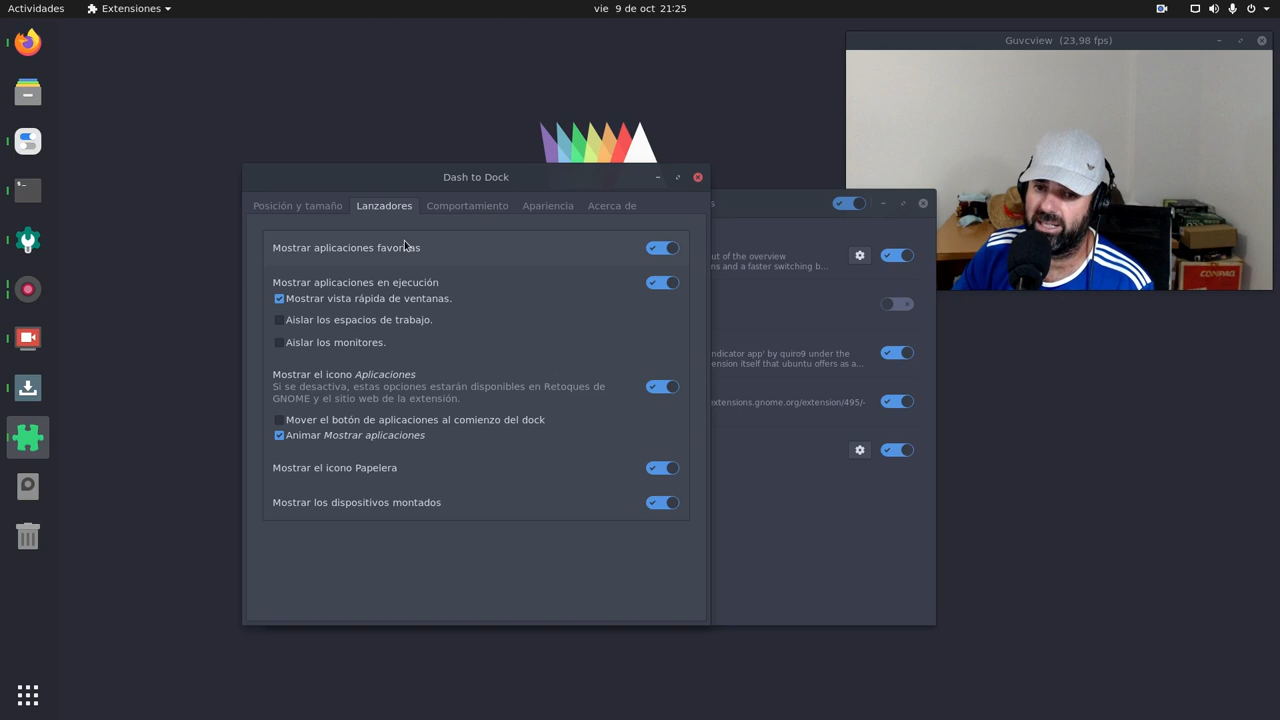 Actividades
Extensiones
vie 9 de oct 21:25
Guvcview (23,98 fps)
Dash to Dock
Posición y tamaño
Lanzadores
Comportamiento
Apariencia
Acerca de
Mostrar aplicaciones favoritas
Mostrar aplicaciones en ejecución
Mostrar vista rápida de ventanas.
Aislar los espacios de trabajo.
Aislar los monitores.
Mostrar el icono Aplicaciones
Si se desactiva, estas opciones estarán disponibles en Retoques de
GNOME y el sitio web de la extensión.
Mover el botón de aplicaciones al comienzo del dock
Animar Mostrar aplicaciones
Mostrar el icono Papelera
Mostrar los dispositivos montados
s
ut of the overview
ns and a faster switching b...
ndicator app' by quiro9 under the
ension itself that ubuntu offers as a...
extensions.gnome.org/extension/495/-
COMPAQ